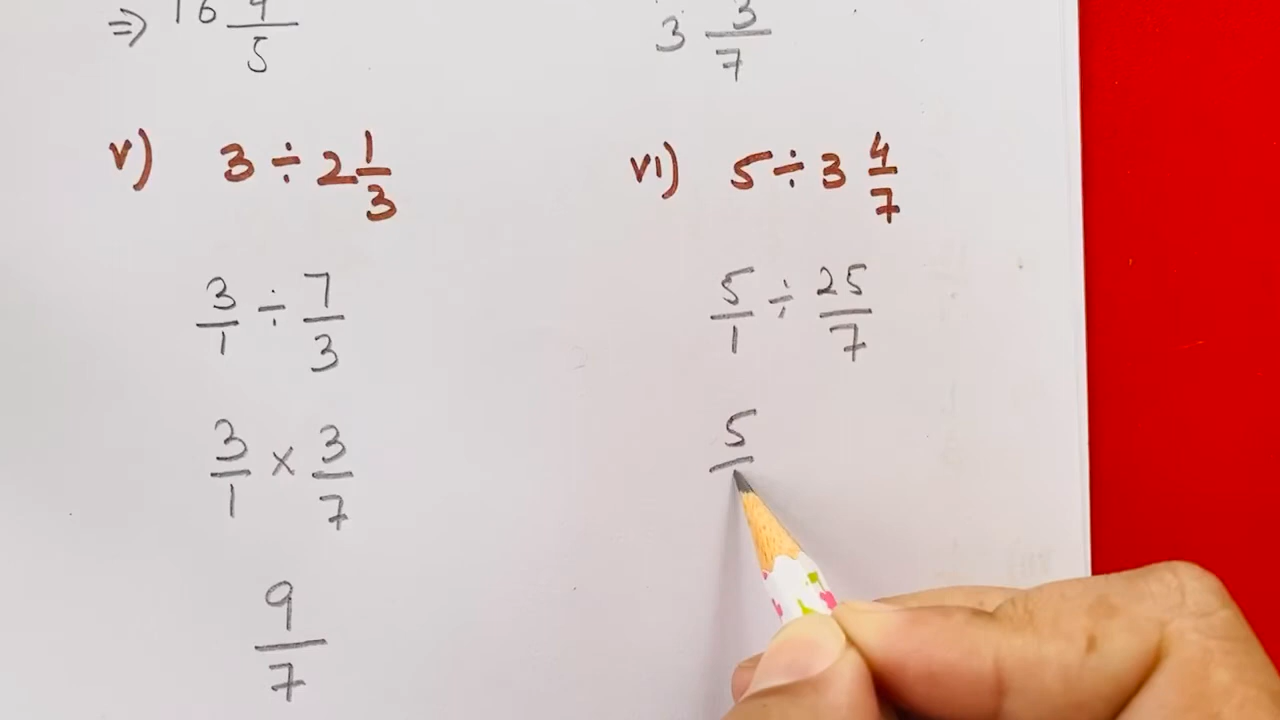 ⇒ 16 4/5
3 3/7
v) 3 ÷ 2 1/3
3/1 ÷ 7/3
3/1 × 3/7
9/7
vi) 5 ÷ 3 4/7
5/1 ÷ 25/7
5/